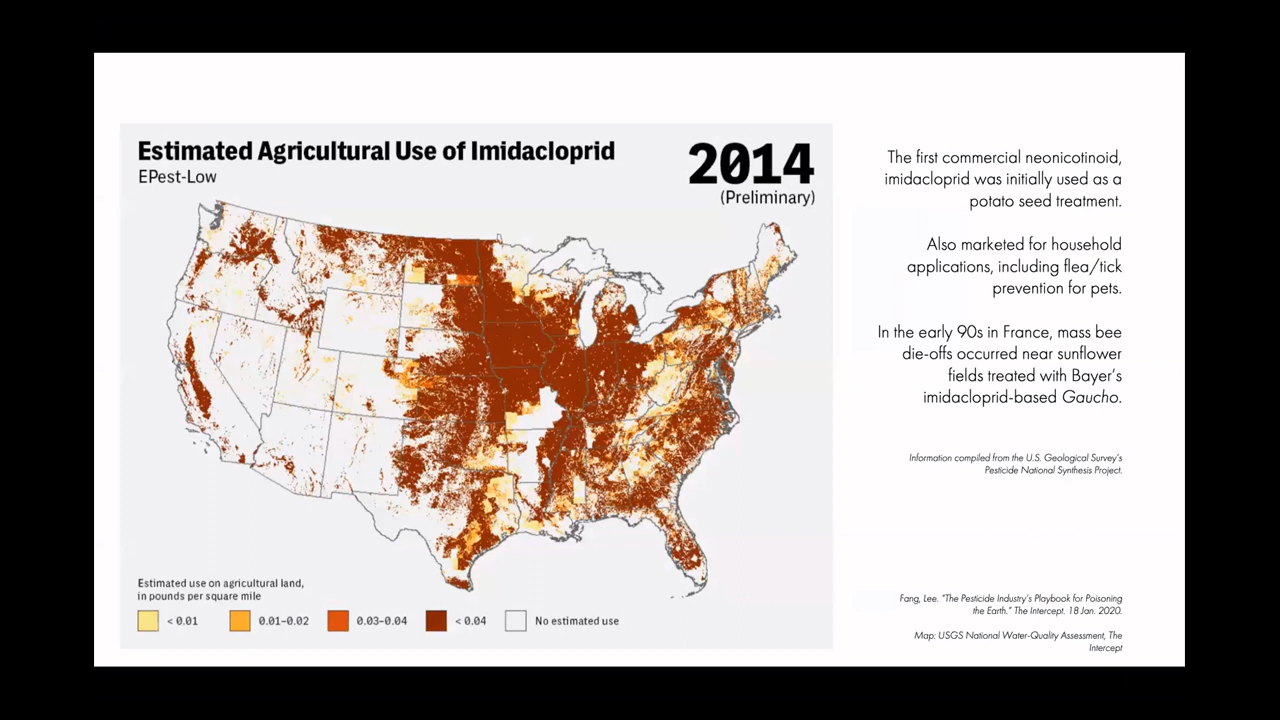 Estimated Agricultural Use of Imidacloprid
EPest-Low
2014
(Preliminary)
Estimated use on agricultural land,
in pounds per square mile
< 0.01
0.01–0.02
0.03–0.04
< 0.04
No estimated use
The first commercial neonicotinoid,
imidacloprid was initially used as a
potato seed treatment.
Also marketed for household
applications, including flea/tick
prevention for pets.
In the early 90s in France, mass bee
die-offs occurred near sunflower
fields treated with Bayer's
imidacloprid-based Gaucho.
Information compiled from the U.S. Geological Survey's
Pesticide National Synthesis Project.
Fang, Lee. "The Pesticide Industry's Playbook for Poisoning
the Earth." The Intercept. 18 Jan. 2020.
Map: USGS National Water-Quality Assessment, The
Intercept